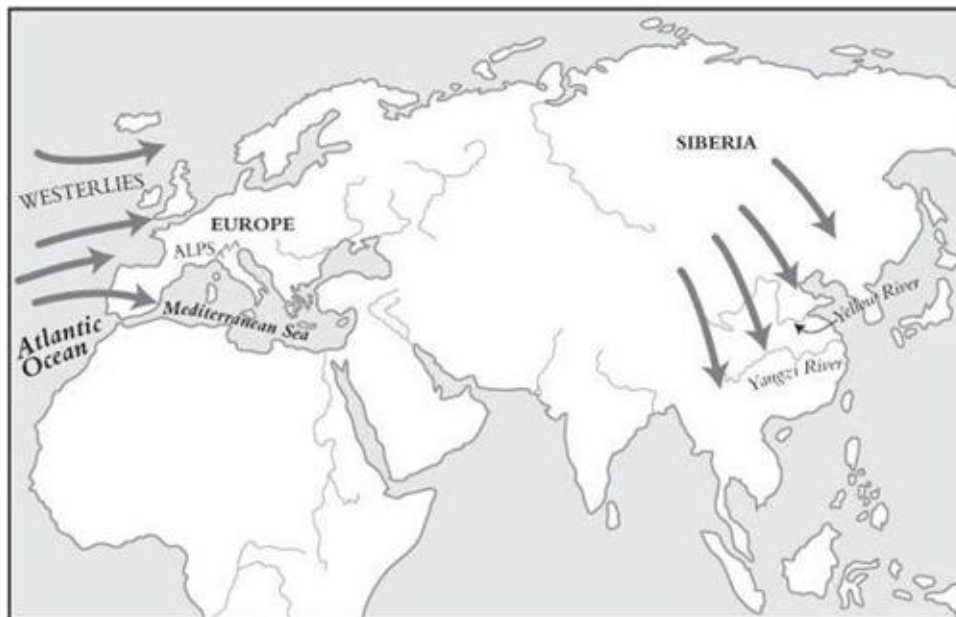 SIBERIA
WESTERLIES
EUROPE
ALPS
Mediterranean Sea
Atlantic
Ocean
Yellow River
Yangzi River